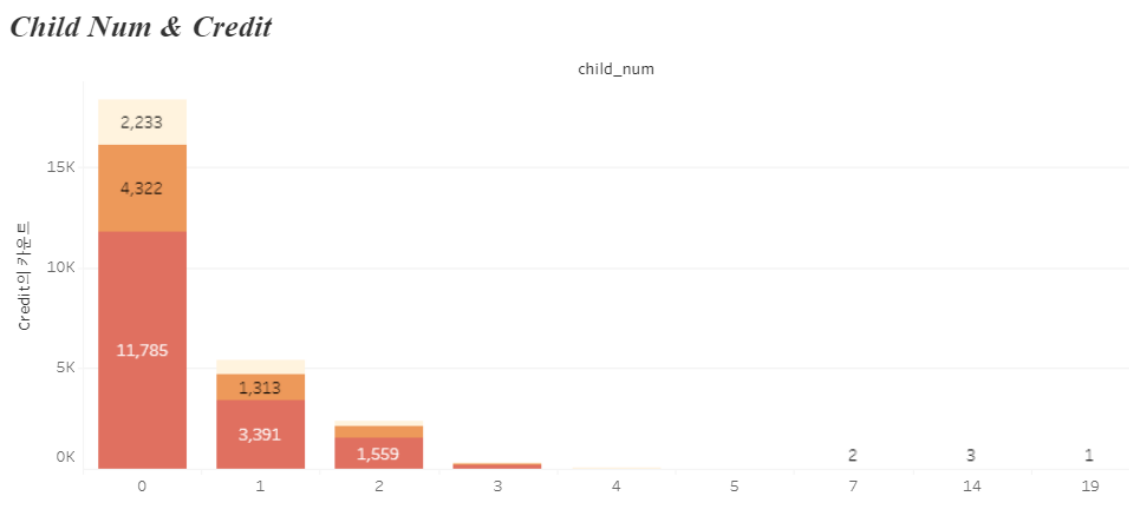 Child Num & Credit
child_num
Credit의 카운트
15K
10K
5K
0K
2,233
4,322
11,785
1,313
3,391
1,559
2
3
1
0
1
2
3
4
5
7
14
19